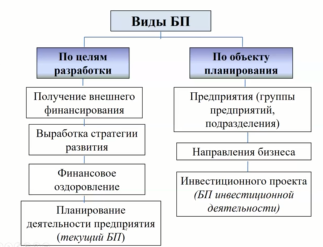 Виды БП
По целям
разработки
По объекту
планирования
Получение внешнего
финансирования
Выработка стратегии
развития
Финансовое
оздоровление
Планирование
деятельности предприятия
(текущий БП)
Предприятия (группы
предприятий,
подразделения)
Направления бизнеса
Инвестиционного проекта
(БП инвестиционной
деятельности)